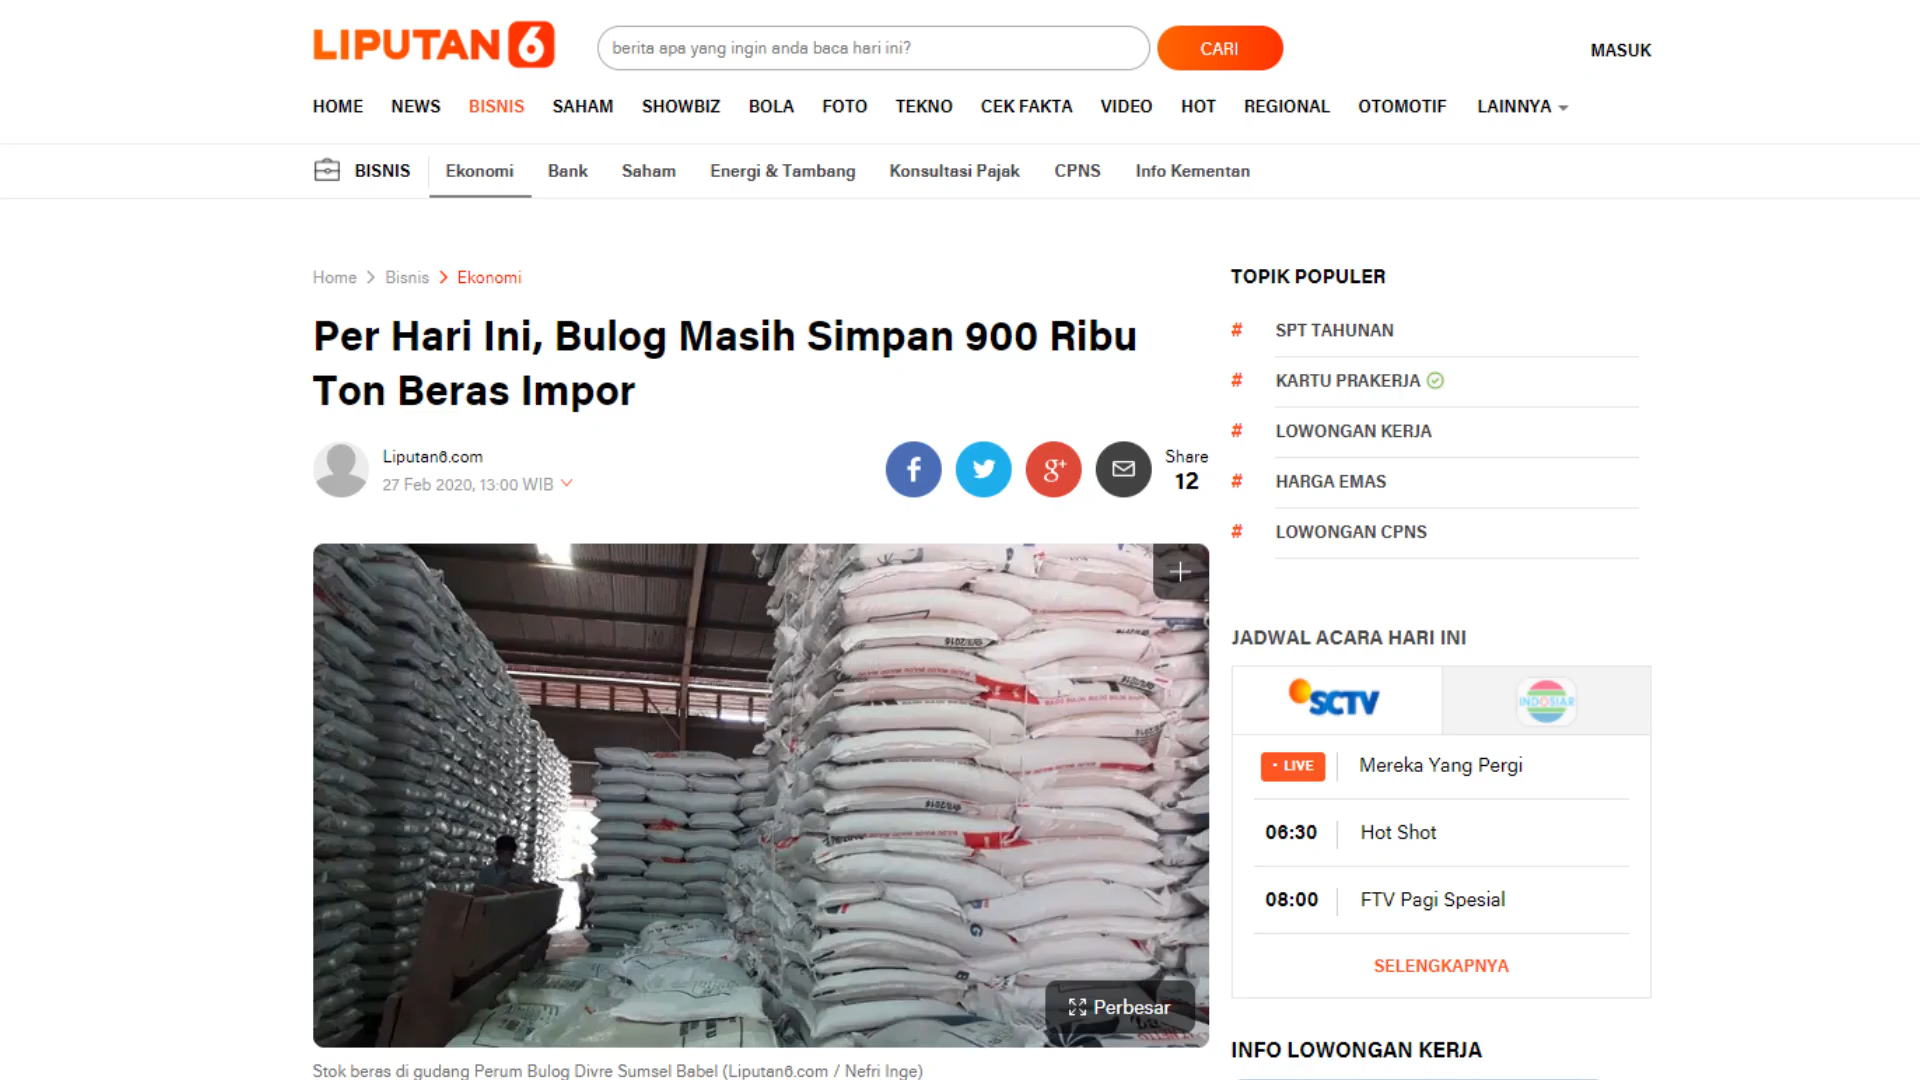 LIPUTAN 6
berita apa yang ingin anda baca hari ini?
CARI
MASUK
HOME NEWS BISNIS SAHAM SHOWBIZ BOLA FOTO TEKNO CEK FAKTA VIDEO HOT REGIONAL OTOMOTIF LAINNYA
BISNIS Ekonomi Bank Saham Energi & Tambang Konsultasi Pajak CPNS Info Kementan
Home > Bisnis > Ekonomi
Per Hari Ini, Bulog Masih Simpan 900 Ribu
Ton Beras Impor
Liputan6.com
27 Feb 2020, 13:00 WIB
Share
12
Perbesar
Stok beras di gudang Perum Bulog Divre Sumsel Babel (Liputan6.com / Nefri Inge)
TOPIK POPULER
# SPT TAHUNAN
# KARTU PRAKERJA
# LOWONGAN KERJA
# HARGA EMAS
# LOWONGAN CPNS
JADWAL ACARA HARI INI
SCTV INDOSIAR
• LIVE Mereka Yang Pergi
06:30 Hot Shot
08:00 FTV Pagi Spesial
SELENGKAPNYA
INFO LOWONGAN KERJA